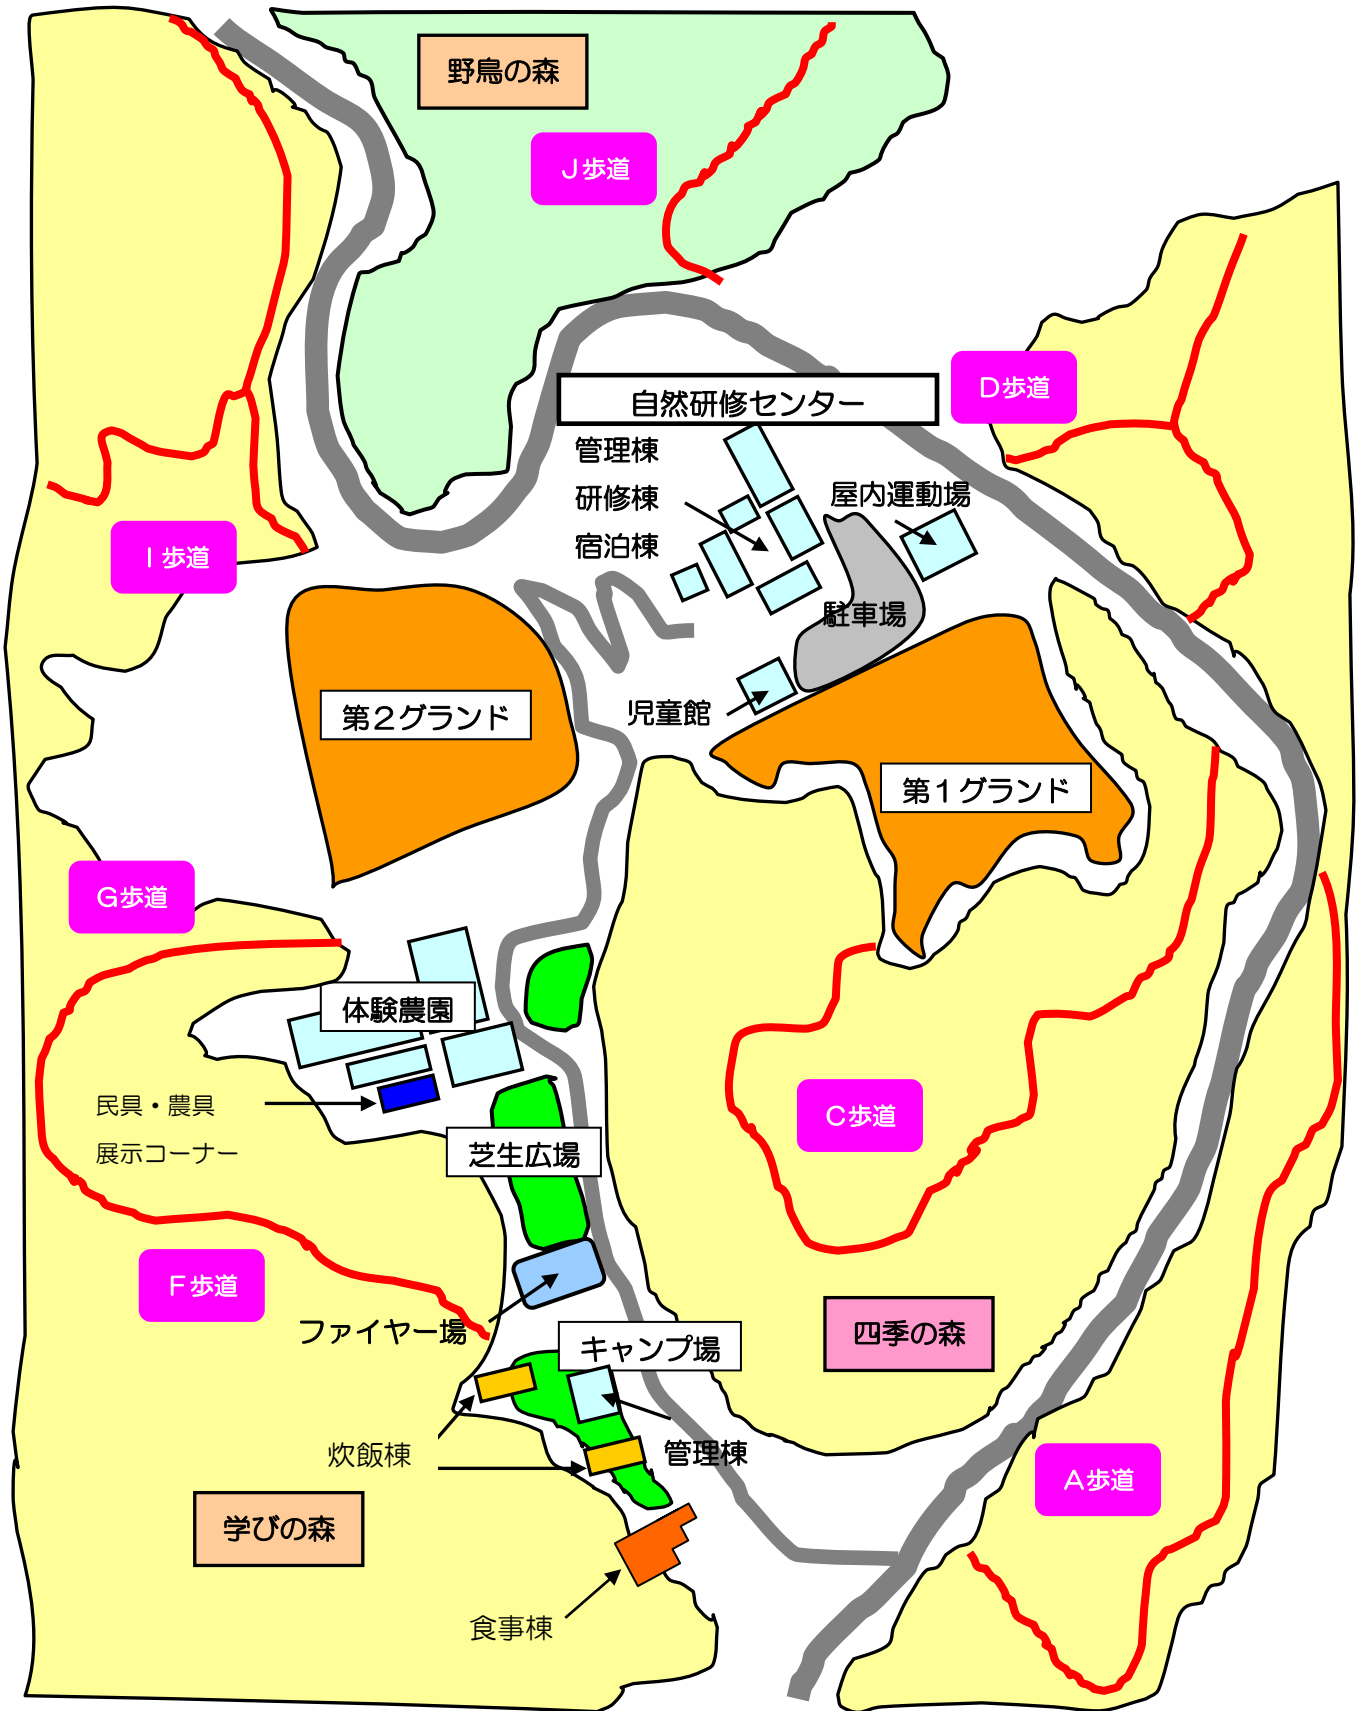 野鳥の森
Ｊ歩道
自然研修センター
Ｄ歩道
管理棟
研修棟
屋内運動場
宿泊棟
Ｉ歩道
駐車場
児童館
第２グランド
第１グランド
Ｇ歩道
体験農園
民具・農具
展示コーナー
Ｃ歩道
芝生広場
Ｆ歩道
ファイヤー場
キャンプ場
四季の森
炊飯棟
管理棟
Ａ歩道
学びの森
食事棟